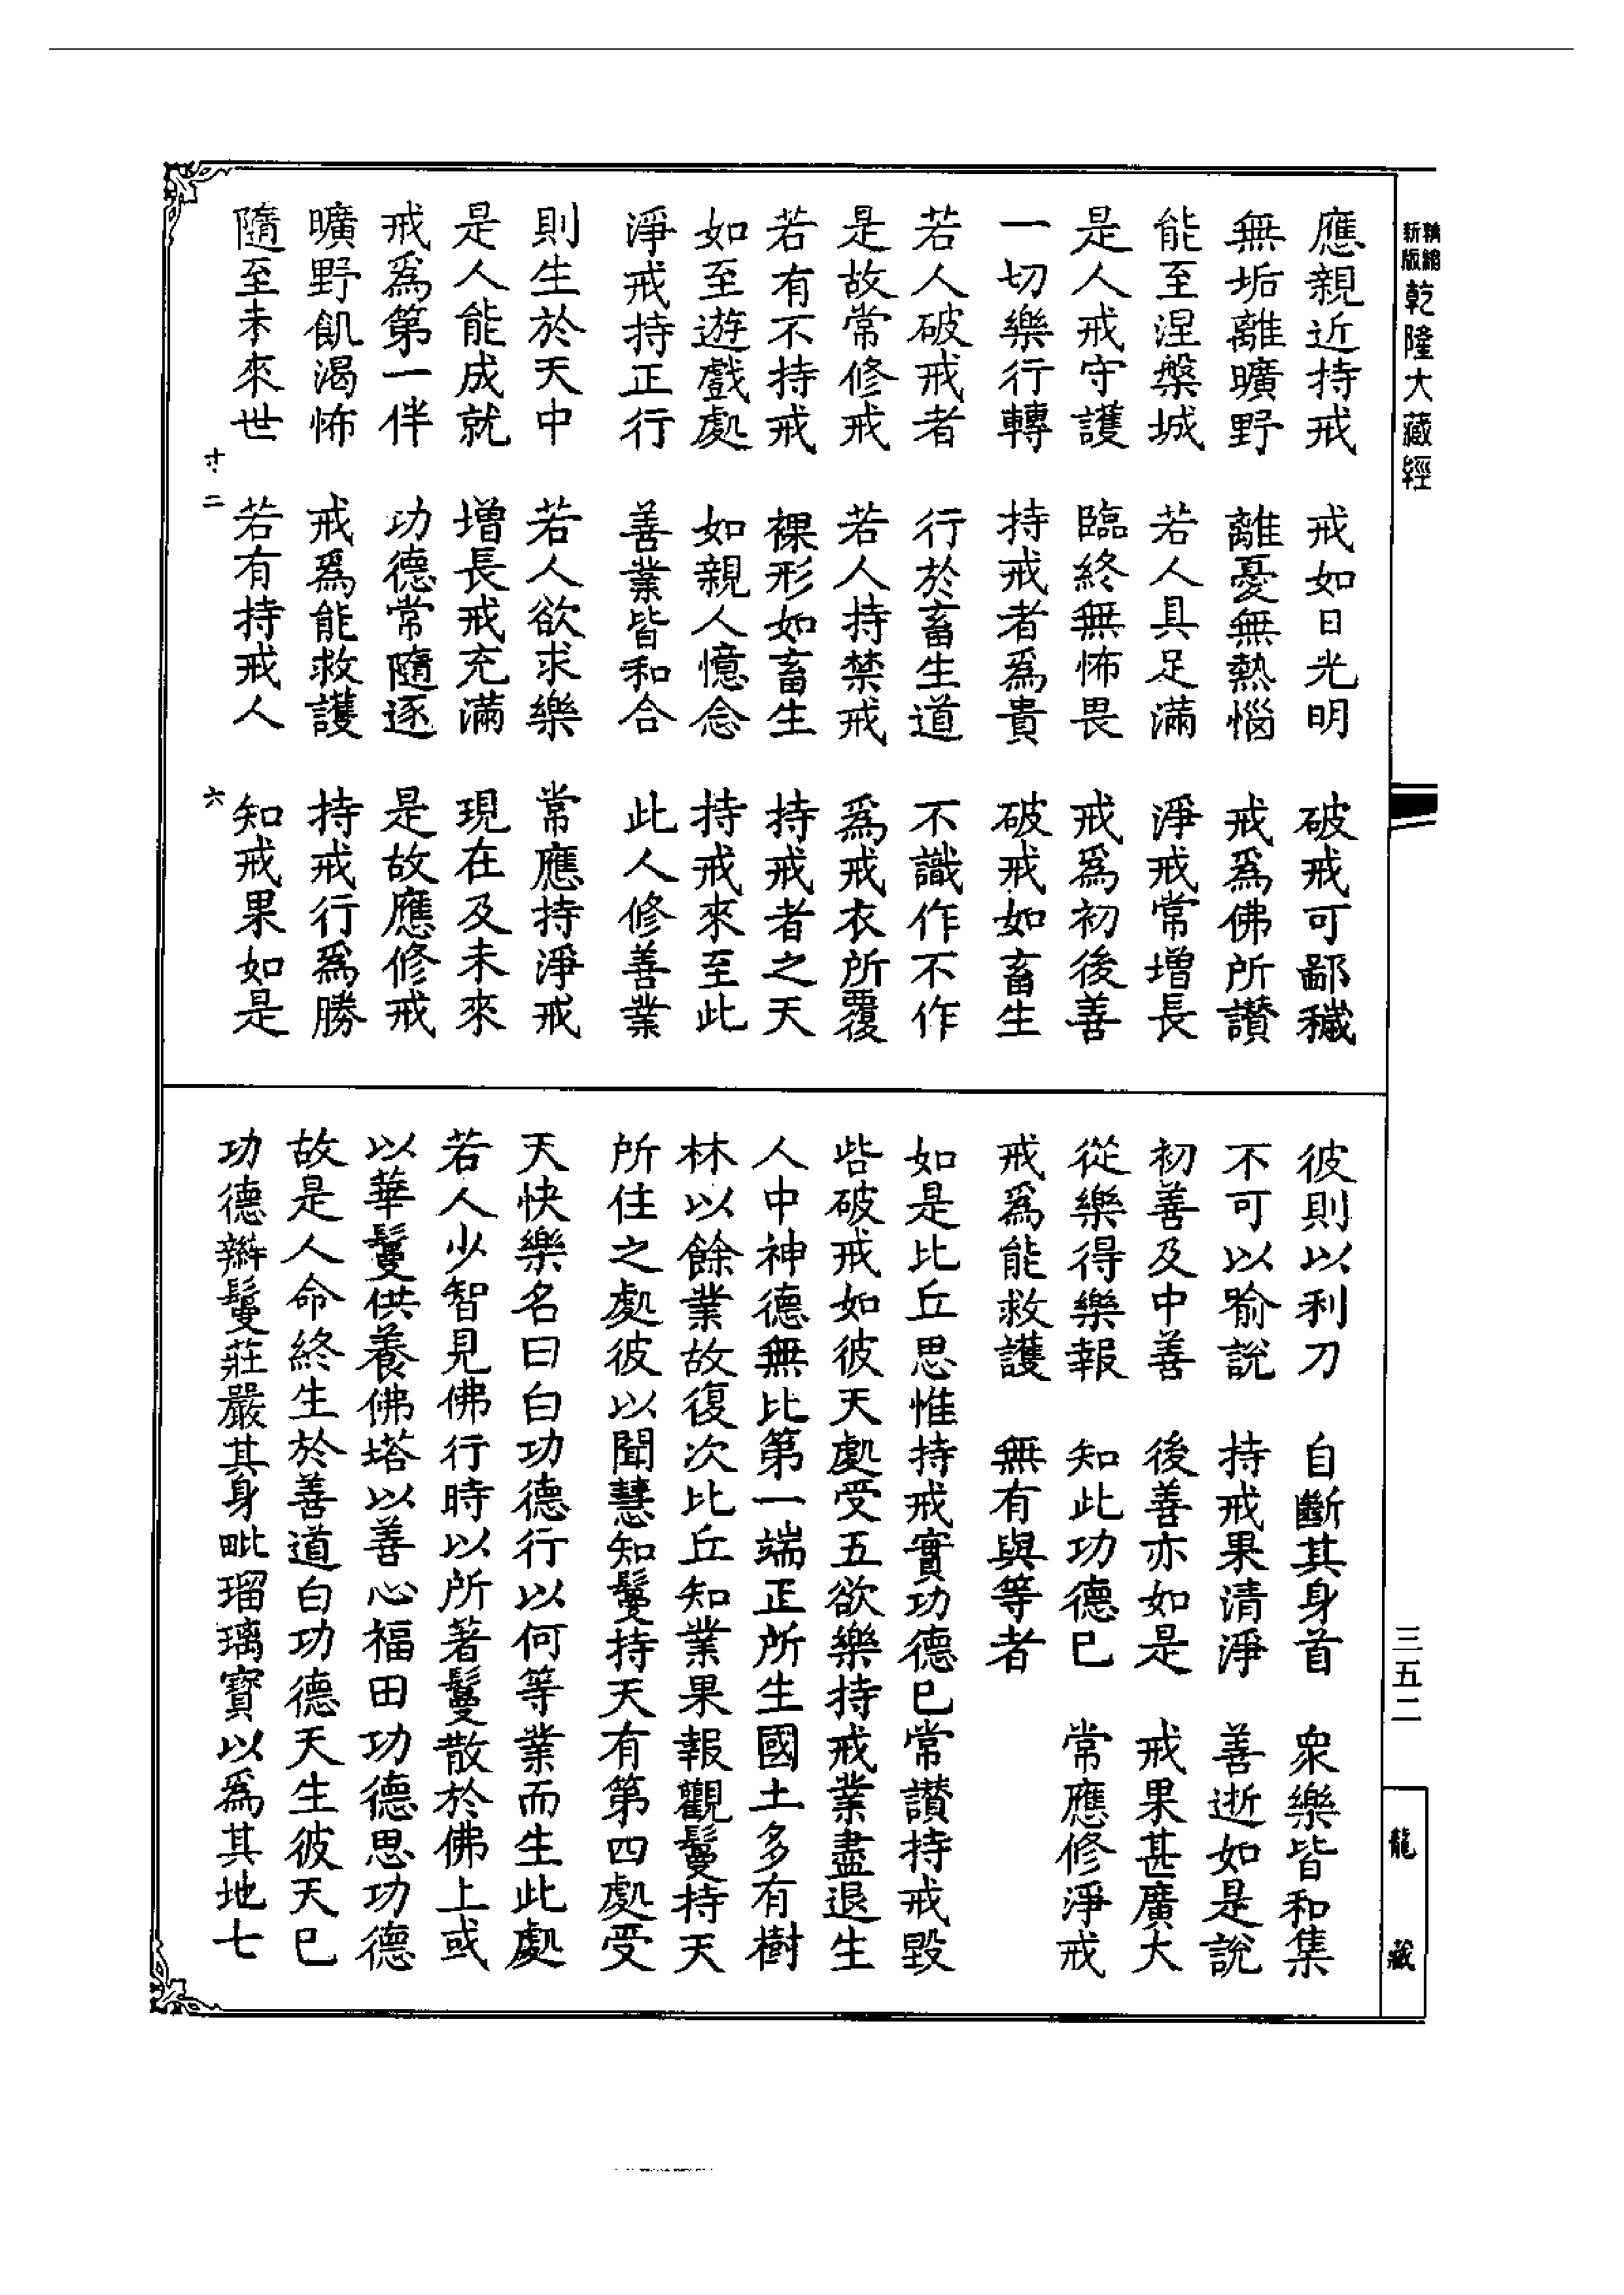 精縮新版乾隆大藏經
應親近持戒　戒如日光明　破戒可鄙穢
無垢離曠野　離憂無熱惱　戒爲佛所讚
能至涅槃城　若人具足滿　淨戒常增長
是人戒守護　臨終無怖畏　戒爲初後善
一切樂行轉　持戒者爲貴　破戒如畜生
若人破戒者　行於畜生道　不識作不作
是故常修戒　若人持禁戒　爲戒衣所覆
若有不持戒　裸形如畜生　持戒者之天
如至遊戲處　如親人憶念　持戒來至此
淨戒持正行　善業皆和合　此人修善業
則生於天中　若人欲求樂　常應持淨戒
是人能成就　增長戒充滿　現在及未來
戒爲第一伴　功德常隨逐　是故應修戒
曠野飢渴怖　戒爲能救護　持戒行爲勝
隨至未來世　若有持戒人　知戒果如是
十二　六
彼則以利刀　自斷其身首　衆樂皆和集
不可以喻說　持戒果清淨　善逝如是說
初善及中善　後善亦如是　戒果甚廣大
從樂得樂報　知此功德已　常應修淨戒
戒爲能救護　無有與等者
如是比丘思惟持戒實功德已常讚持戒毀
呰破戒如彼天處受五欲樂持戒業盡退生
人中神德無比第一端正所生國土多有樹
林以餘業故復次比丘知業果報觀鬘持天
所住之處彼以聞慧知鬘持天有第四處受
天快樂名曰白功德行以何等業而生此處
若人少智見佛行時以所著鬘散於佛上或
以華鬘供養佛塔以善心福田功德思功德
故是人命終生於善道白功德天生彼天已
功德辦鬘莊嚴其身毗瑠璃寶以爲其地七
三五二
龍藏